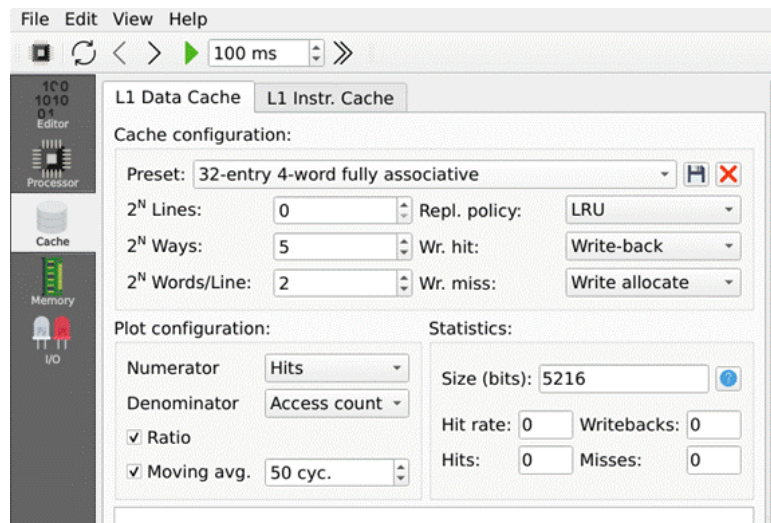 File Edit View Help
100 ms
Editor
Processor
Cache
Memory
I/O
L1 Data Cache L1 Instr. Cache
Cache configuration:
Preset: 32-entry 4-word fully associative
2ᴺ Lines: 0 Repl. policy: LRU
2ᴺ Ways: 5 Wr. hit: Write-back
2ᴺ Words/Line: 2 Wr. miss: Write allocate
Plot configuration:
Numerator Hits
Denominator Access count
Ratio
Moving avg. 50 cyc.
Statistics:
Size (bits): 5216
Hit rate: 0 Writebacks: 0
Hits: 0 Misses: 0